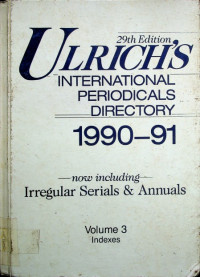 29th Edition
ULRICH'S
INTERNATIONAL
PERIODICALS
DIRECTORY
1990–91
—now including—
Irregular Serials & Annuals
Volume 3
Indexes